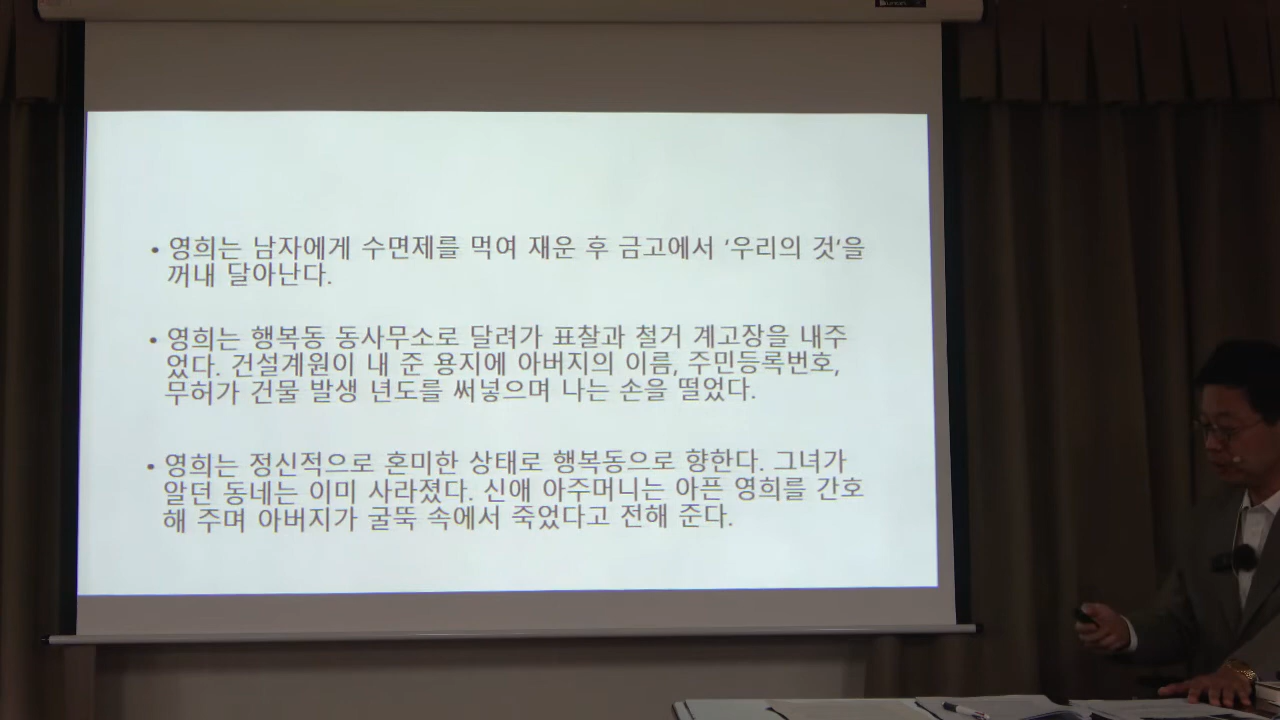 • 영희는 남자에게 수면제를 먹여 재운 후 금고에서 ‘우리의 것‘을
꺼내 달아난다.
• 영희는 행복동 동사무소로 달려가 표찰과 철거 계고장을 내주
었다. 건설계원이 내 준 용지에 아버지의 이름, 주민등록번호,
무허가 건물 발생 년도를 써넣으며 나는 손을 떨었다.
• 영희는 정신적으로 혼미한 상태로 행복동으로 향한다. 그녀가
알던 동네는 이미 사라졌다. 신애 아주머니는 아픈 영희를 간호
해 주며 아버지가 굴뚝 속에서 죽었다고 전해 준다.